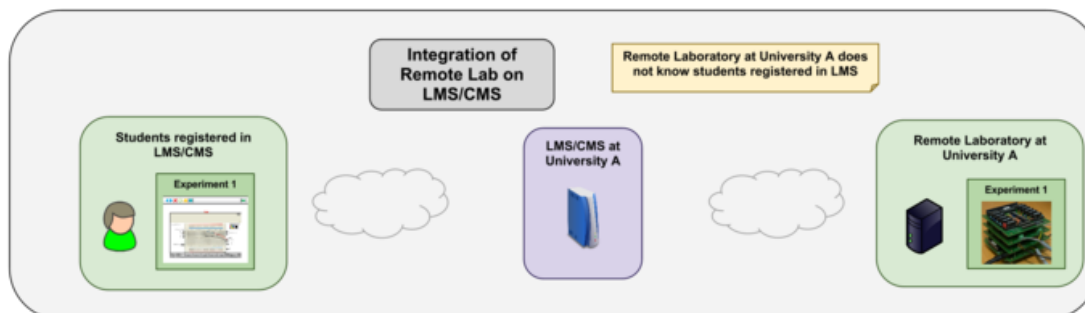 Integration of
Remote Lab on
LMS/CMS
Remote Laboratory at University A does
not know students registered in LMS
Students registered in
LMS/CMS
Experiment 1
LMS/CMS at
University A
Remote Laboratory at
University A
Experiment 1